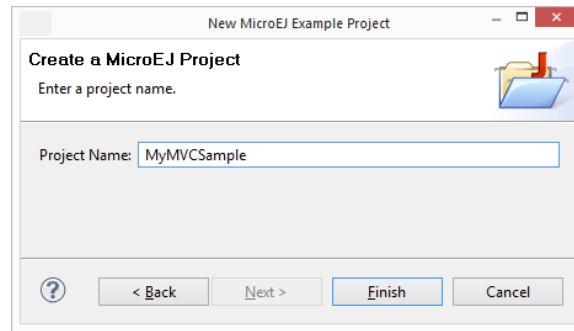 New MicroEJ Example Project
Create a MicroEJ Project
Enter a project name.
Project Name: MyMVCSample
? < Back Next > Finish Cancel